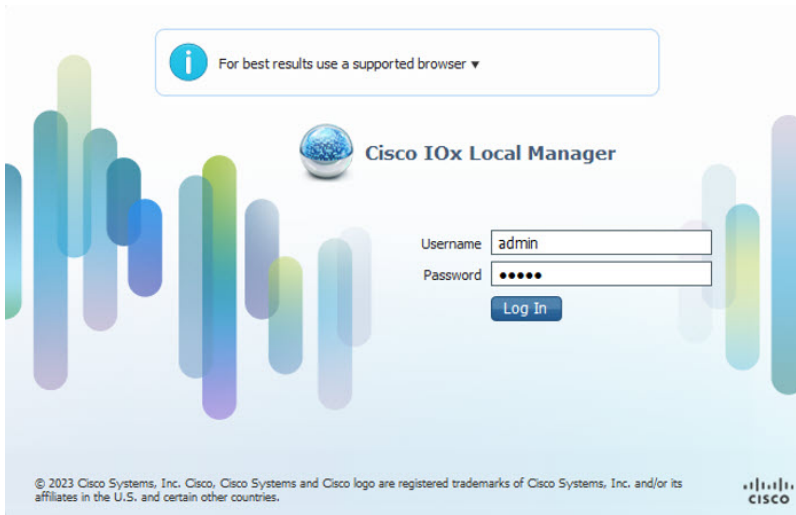 For best results use a supported browser ▾
Cisco IOx Local Manager
Username admin
Password •••••
Log In
© 2023 Cisco Systems, Inc. Cisco, Cisco Systems and Cisco logo are registered trademarks of Cisco Systems, Inc. and/or its
affiliates in the U.S. and certain other countries.
CISCO